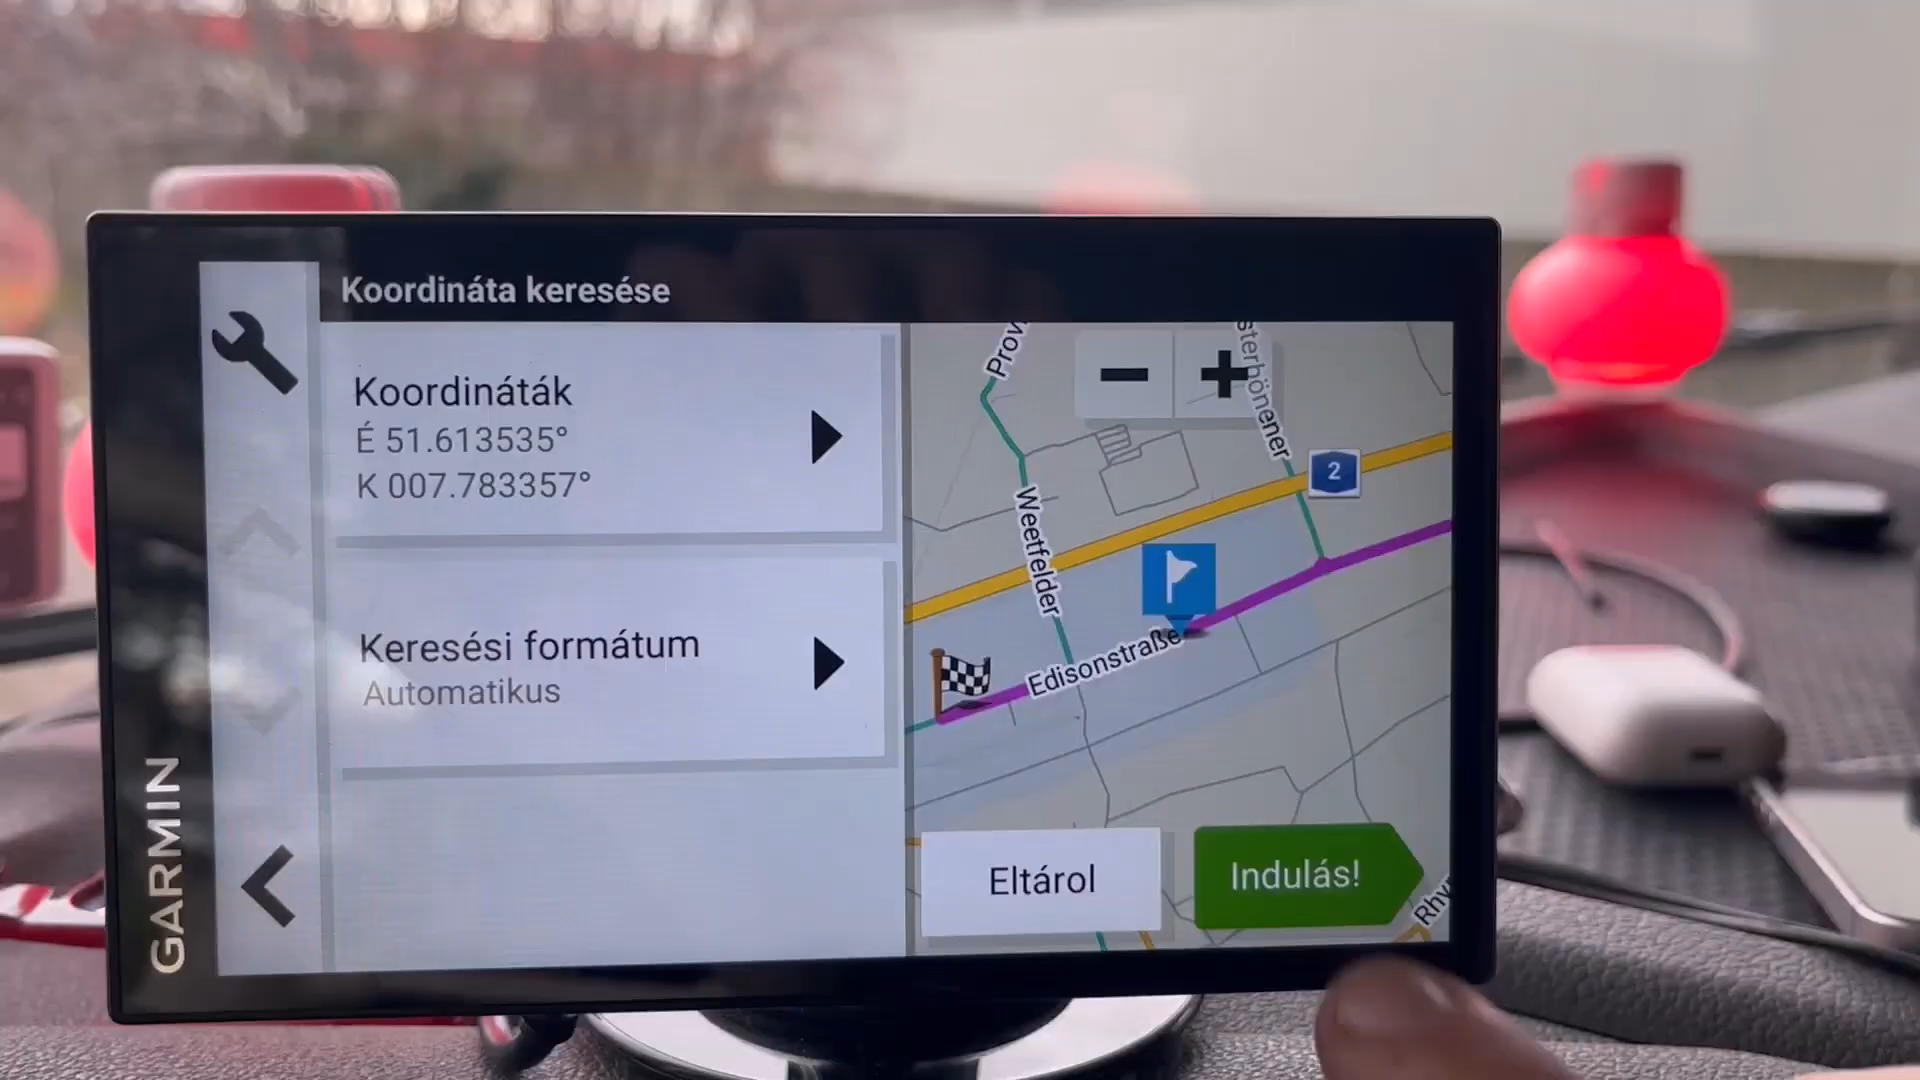 Koordináta keresése
Koordináták
É 51.613535°
K 007.783357°
Keresési formátum
Automatikus
Weetfelder
2
Edisonstraße
Eltárol
Indulás!
GARMIN